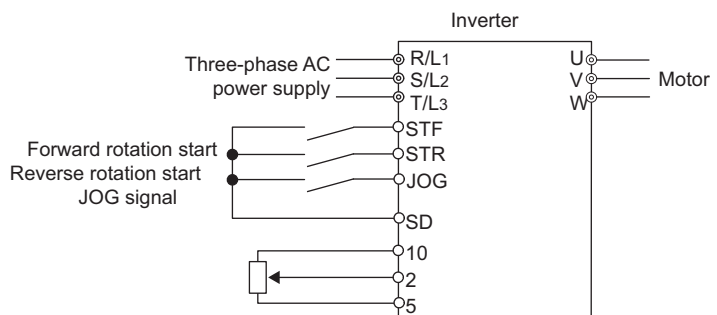 Inverter
Three-phase AC
power supply
R/L1
S/L2
T/L3
U
V
W
Motor
Forward rotation start
Reverse rotation start
JOG signal
STF
STR
JOG
SD
10
2
5